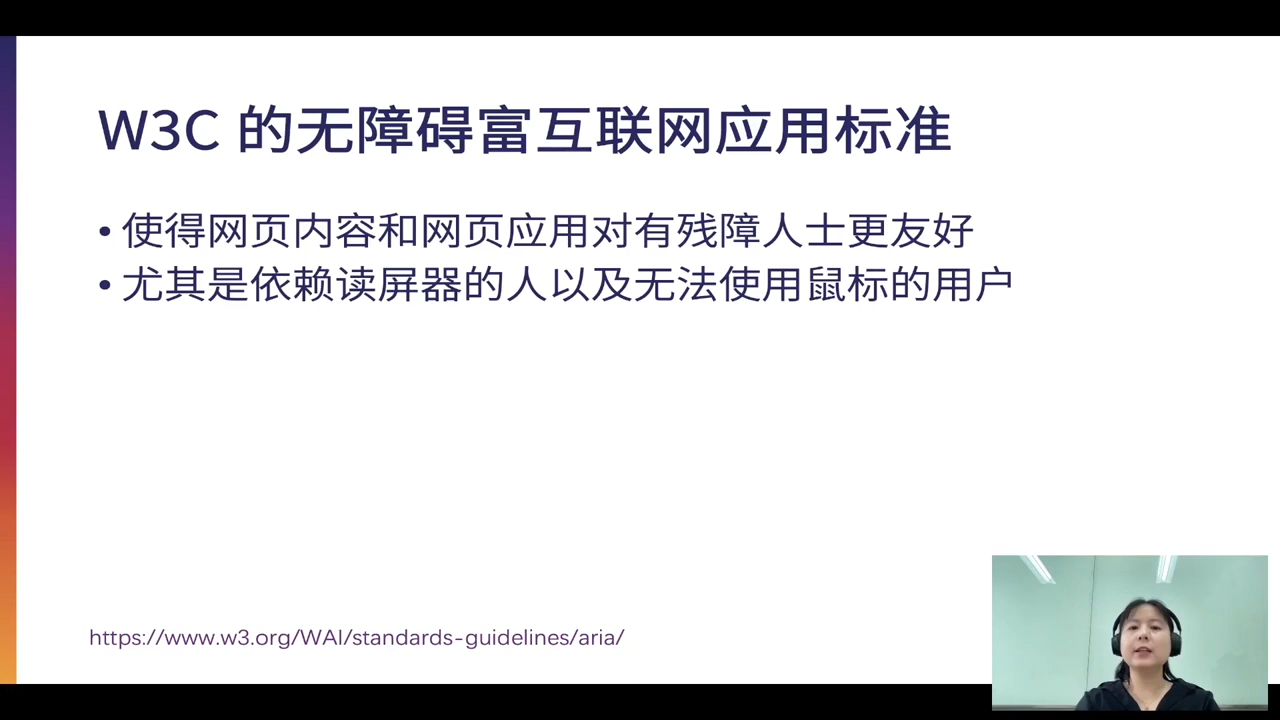 W3C 的无障碍富互联网应用标准
• 使得网页内容和网页应用对有残障人士更友好
• 尤其是依赖读屏器的人以及无法使用鼠标的用户
https://www.w3.org/WAI/standards-guidelines/aria/